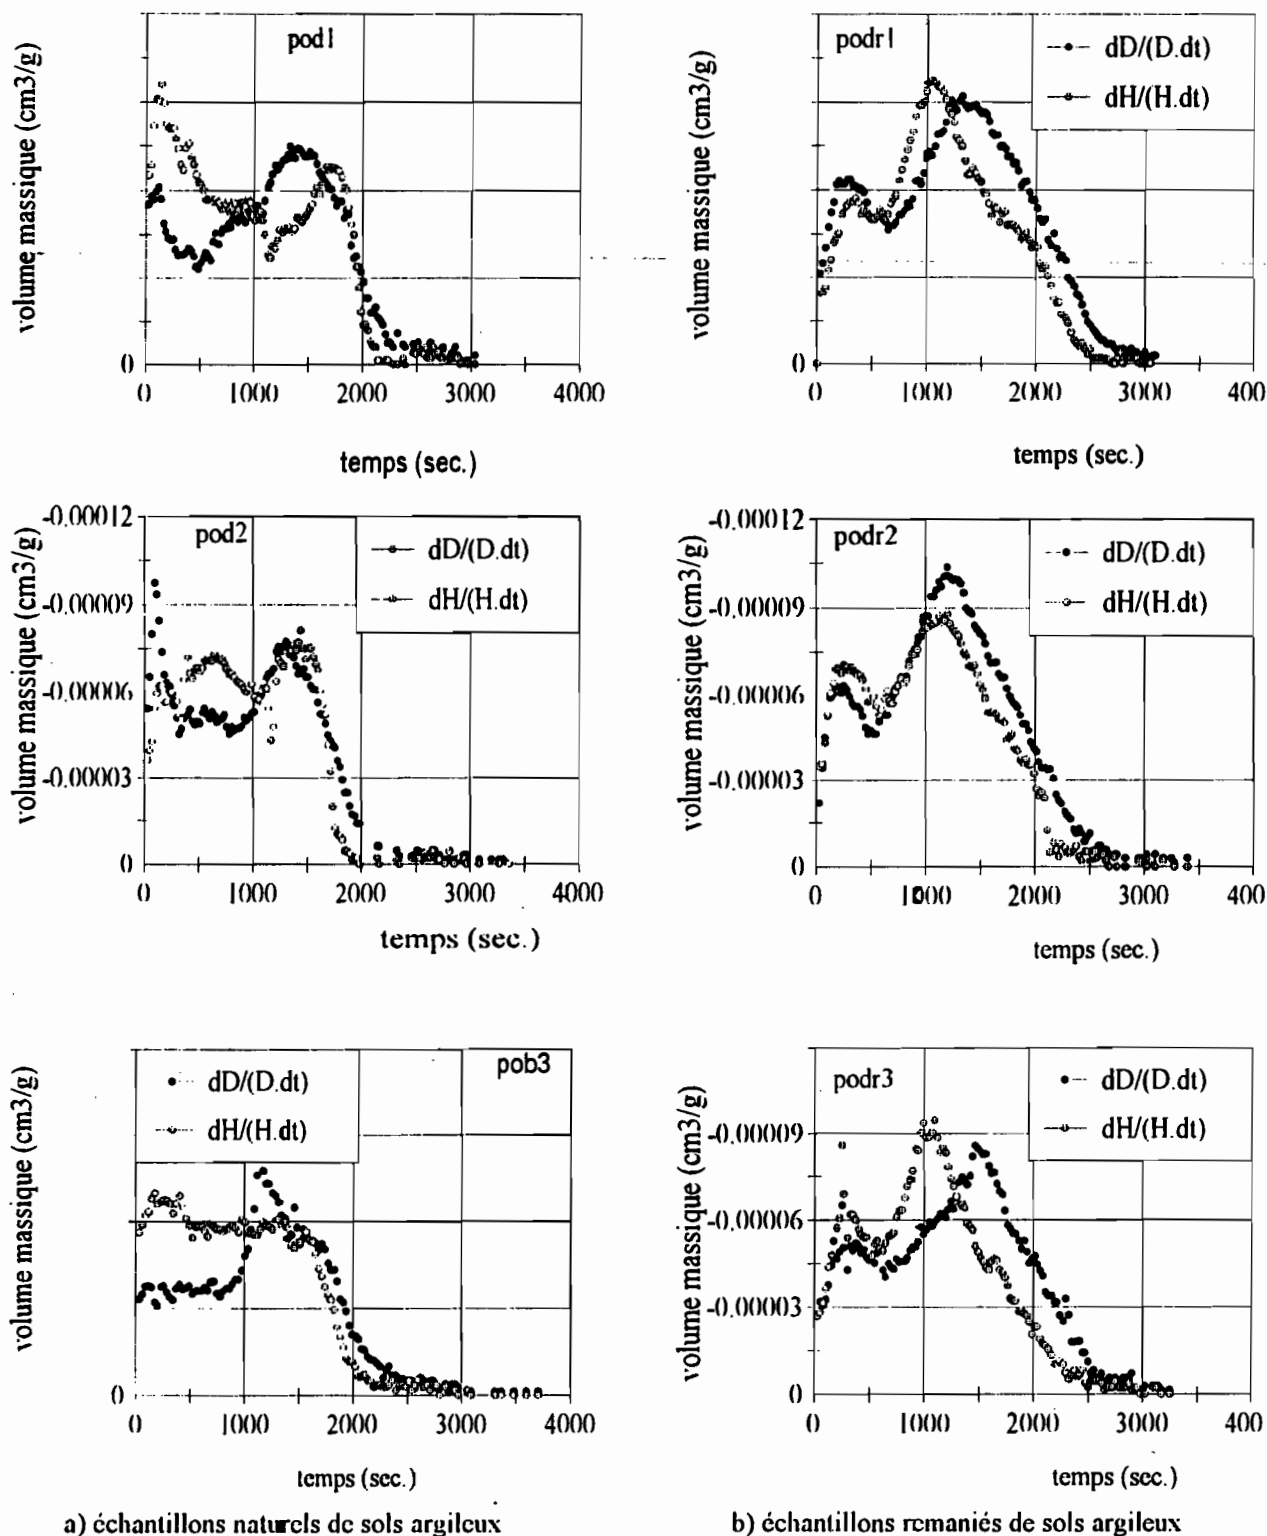 pod1
volume massique (cm3/g)
0
0 1000 2000 3000 4000
temps (sec.)
podr1
dD/(D.dt)
dH/(H.dt)
volume massique (cm3/g)
0
0 1000 2000 3000 400
temps (sec.)
pod2
dD/(D.dt)
dH/(H.dt)
volume massique (cm3/g)
-0.00012
-0.00009
-0.00006
-0.00003
0
0 1000 2000 3000 4000
temps (sec.)
podr2
dD/(D.dt)
dH/(H.dt)
volume massique (cm3/g)
-0.00012
-0.00009
-0.00006
-0.00003
0
0 1000 2000 3000 400
temps (sec.)
pob3
dD/(D.dt)
dH/(H.dt)
volume massique (cm3/g)
0
0 1000 2000 3000 4000
temps (sec.)
podr3
dD/(D.dt)
dH/(H.dt)
volume massique (cm3/g)
-0.00009
-0.00006
-0.00003
0
0 1000 2000 3000 400
temps (sec.)
a) échantillons naturels de sols argileux
b) échantillons remaniés de sols argileux